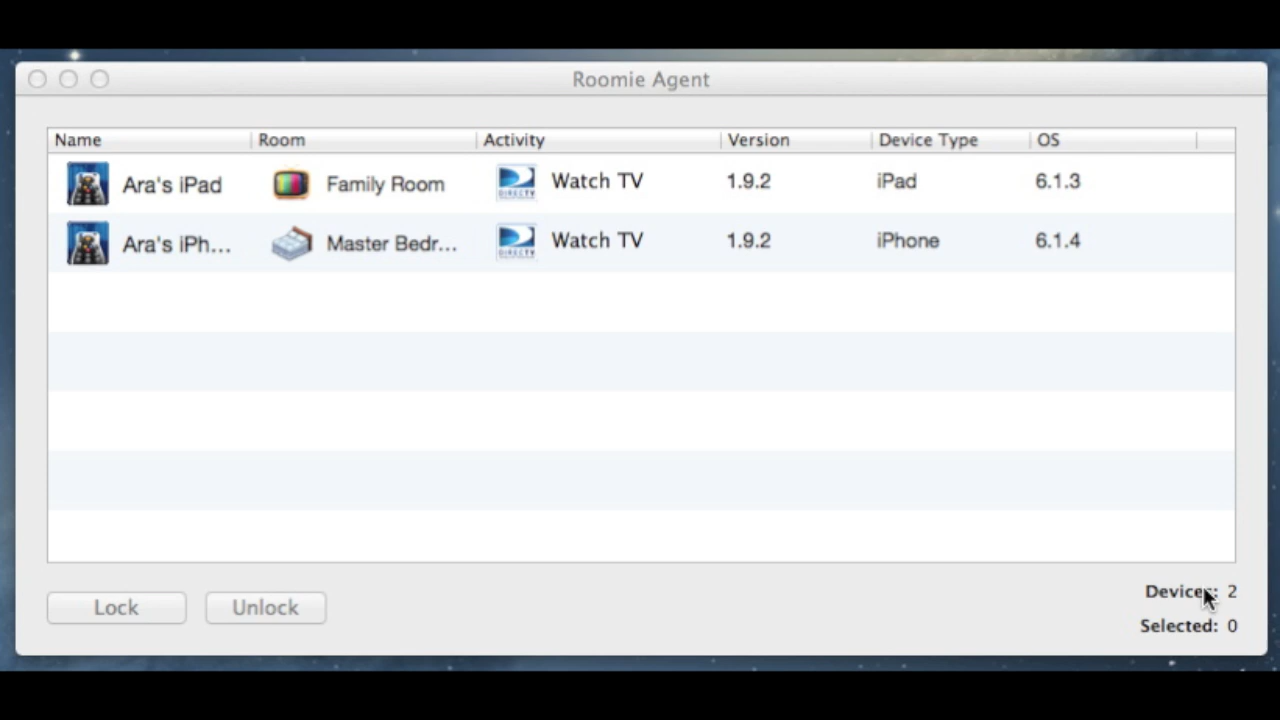 Roomie Agent
Name Room Activity Version Device Type OS
Ara's iPad Family Room DIRECTV Watch TV 1.9.2 iPad 6.1.3
Ara's iPh... Master Bedr... DIRECTV Watch TV 1.9.2 iPhone 6.1.4
Lock Unlock
Devices: 2
Selected: 0